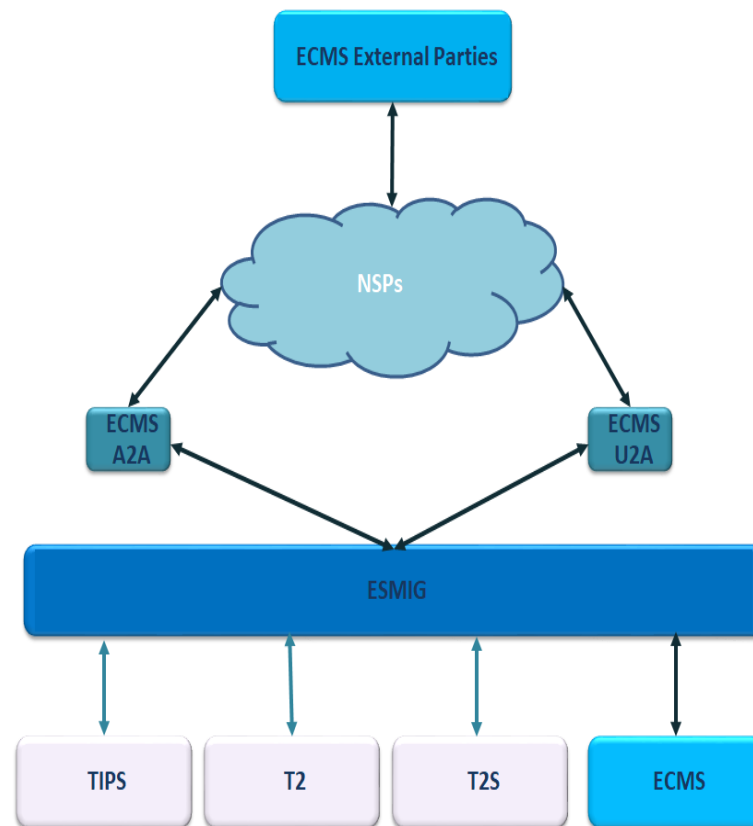 ECMS External Parties
NSPs
ECMS
A2A
ECMS
U2A
ESMIG
TIPS
T2
T2S
ECMS